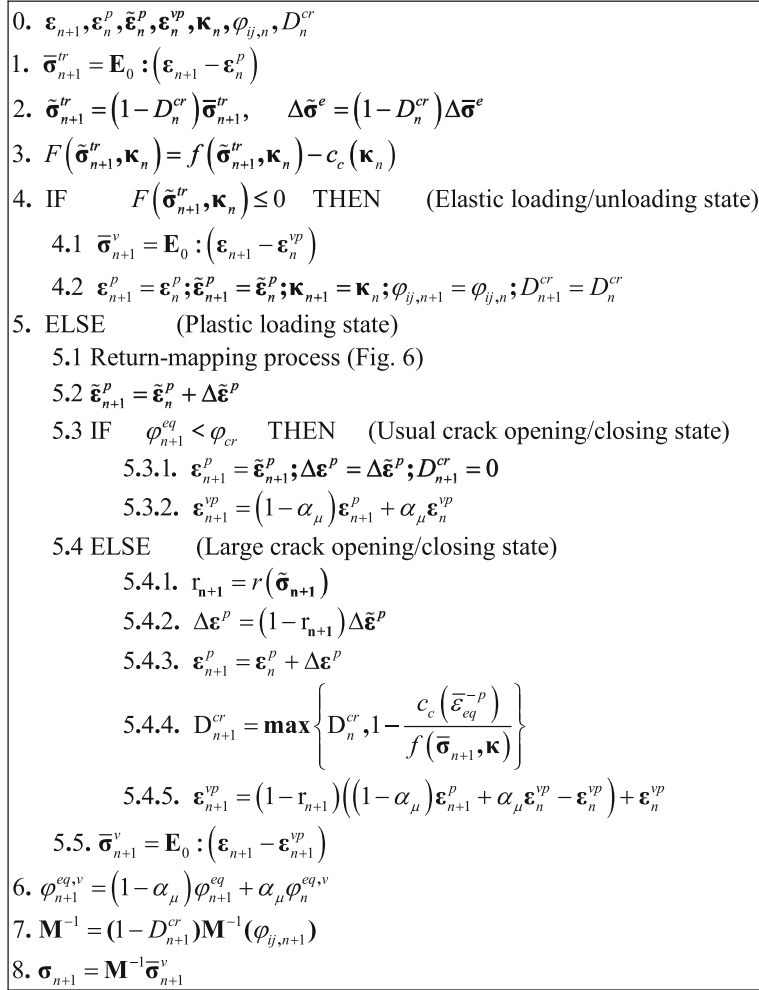 0. ε_{n+1}, ε_n^p, ε̃_n^p, ε_n^{vp}, κ_n, φ_{ij,n}, D_n^{cr}
1. σ̄_{n+1}^{tr} = E_0 : (ε_{n+1} − ε_n^p)
2. σ̃_{n+1}^{tr} = (1 − D_n^{cr}) σ̄_{n+1}^{tr}, Δσ̃^e = (1 − D_n^{cr}) Δσ̄^e
3. F(σ̃_{n+1}^{tr}, κ_n) = f(σ̃_{n+1}^{tr}, κ_n) − c_c(κ_n)
4. IF F(σ̃_{n+1}^{tr}, κ_n) ≤ 0 THEN (Elastic loading/unloading state)
4.1 σ̄_{n+1}^v = E_0 : (ε_{n+1} − ε_n^{vp})
4.2 ε_{n+1}^p = ε_n^p; ε̃_{n+1}^p = ε̃_n^p; κ_{n+1} = κ_n; φ_{ij,n+1} = φ_{ij,n}; D_{n+1}^{cr} = D_n^{cr}
5. ELSE (Plastic loading state)
5.1 Return-mapping process (Fig. 6)
5.2 ε̃_{n+1}^p = ε̃_n^p + Δε̃^p
5.3 IF φ_{n+1}^{eq} < φ_{cr} THEN (Usual crack opening/closing state)
5.3.1. ε_{n+1}^p = ε̃_{n+1}^p; Δε^p = Δε̃^p; D_{n+1}^{cr} = 0
5.3.2. ε_{n+1}^{vp} = (1 − α_μ) ε_{n+1}^p + α_μ ε_n^{vp}
5.4 ELSE (Large crack opening/closing state)
5.4.1. r_{n+1} = r(σ̃_{n+1})
5.4.2. Δε^p = (1 − r_{n+1}) Δε̃^p
5.4.3. ε_{n+1}^p = ε_n^p + Δε^p
5.4.4. D_{n+1}^{cr} = max{D_n^{cr}, 1 − c_c(ε̄_{eq}^{-p}) / f(σ̄_{n+1}, κ)}
5.4.5. ε_{n+1}^{vp} = (1 − r_{n+1})((1 − α_μ) ε_{n+1}^p + α_μ ε_n^{vp} − ε_n^{vp}) + ε_n^{vp}
5.5. σ̄_{n+1}^v = E_0 : (ε_{n+1} − ε_{n+1}^{vp})
6. φ_{n+1}^{eq,v} = (1 − α_μ) φ_{n+1}^{eq} + α_μ φ_n^{eq,v}
7. M^{−1} = (1 − D_{n+1}^{cr}) M^{−1}(φ_{ij,n+1})
8. σ_{n+1} = M^{−1} σ̄_{n+1}^v